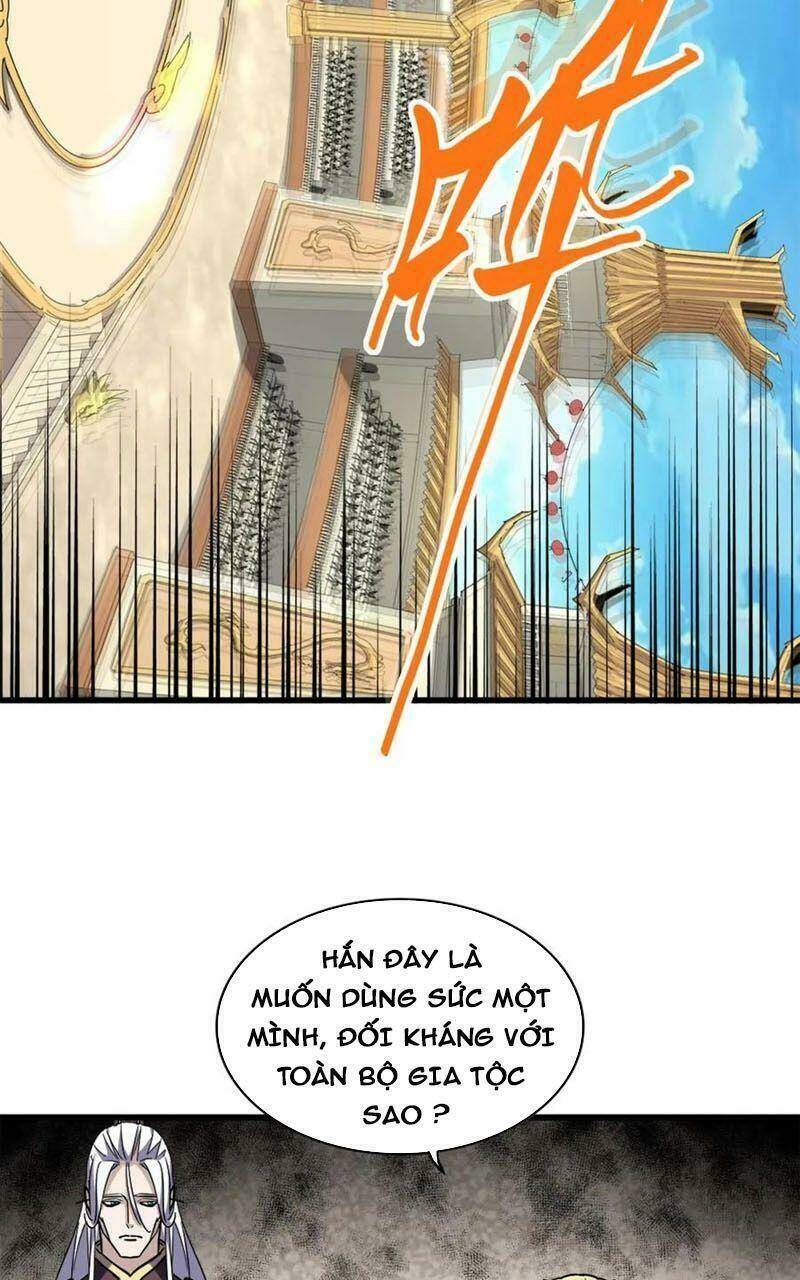 HẮN ĐÂY LÀ
MUỐN DÙNG SỨC MỘT
MÌNH, ĐỐI KHÁNG VỚI
TOÀN BỘ GIA TỘC
SAO ?